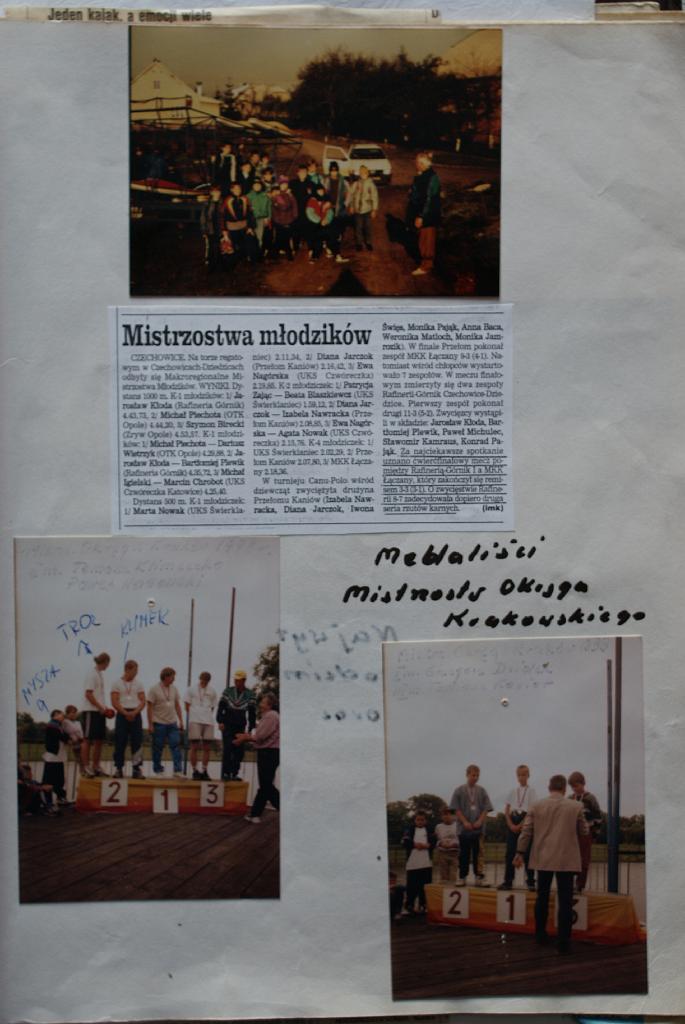 Jeden kajak, a emocji wiele
Mistrzostwa młodzików
CZECHOWICE. Na torze regato-
wym w Czechowicach-Dziedzicach
odbyły się Makroregionalne Mi-
strzostwa Młodzików. WYNIKI. Dy-
stans 1000 m. K-1 młodzików: 1/ Ja-
rosław Kłoda (Rafineria Górnik)
4.43,73, 2/ Michał Piechota (OTK
Opole) 4.44,20, 3/ Szymon Birecki
(Zryw Opole) 4.53,57. K-1 młodzi-
ków: 1/ Michał Piechota — Dariusz
Wietrzyk (OTK Opole) 4.29,88, 2/ Ja-
rosław Kłoda — Bartłomiej Plewik
(Rafineria Górnik) 4.35,72, 3/ Michał
Igielski — Marcin Chrobot (UKS
Czwóreczka Katowice) 4.25,40.
Dystans 500 m. K-1 młodziczek:
1/ Marta Nowak (UKS Świerkla-
niec) 2.11,34, 2/ Diana Jarczok
(Przełom Kaniów) 2.16,42, 3/ Ewa
Nagórska (UKS Czwóreczka)
2.19,85. K-2 młodziczek: 1/ Patrycja
Zając — Beata Błaszkiewicz (UKS
Świerklaniec) 1.59,12, 2/ Diana Jar-
czok — Izabela Nawracka (Prze-
łom Kaniów) 2.08,85, 3/ Ewa Nagór-
ska — Agata Nowak (UKS Czwó-
reczka) 2.15,76. K-4 młodziczek: 1/
UKS Świerklaniec 2.02,29, 2/ Prze-
łom Kaniów 2.07,80, 3/ MKK Łącza-
ny 2.18,36.
W turnieju Canu-Polo wśród
dziewcząt zwyciężyła drużyna
Przełomu Kaniów (Izabela Naw-
racka, Diana Jarczok, Iwona
Święs, Monika Pająk, Anna Baca,
Weronika Matloch, Monika Jam-
rozik). W finale Przełom pokonał
zespół MKK Łączany 9-3 (4-1). Na-
tomiast wśród chłopców wystarto-
wało 7 zespołów. W meczu finało-
wym zmierzyły się dwa zespoły
Rafinerii-Górnik Czechowice-Dzie-
dzice. Pierwszy zespół pokonał
drugi 11-3 (5-2). Zwycięzcy wystąpi-
li w składzie: Jarosław Kłoda, Bar-
tłomiej Plewik, Paweł Michulec,
Sławomir Kamraus, Konrad Pa-
jąk. Za najciekawsze spotkanie
uznano ćwierćfinałowy mecz po-
między Rafinerią-Górnik I a MKK
Łączany, który zakończył się remi-
sem 3-3 (3-1). O zwycięstwie Rafine-
rii 8-7 zadecydowała dopiero druga
seria rzutów karnych. (imk)
Medaliści
Mistrzostw Okręgu
Krakowskiego
TROL
KLIMEK
MYSZA
2 1 3
2 1 3